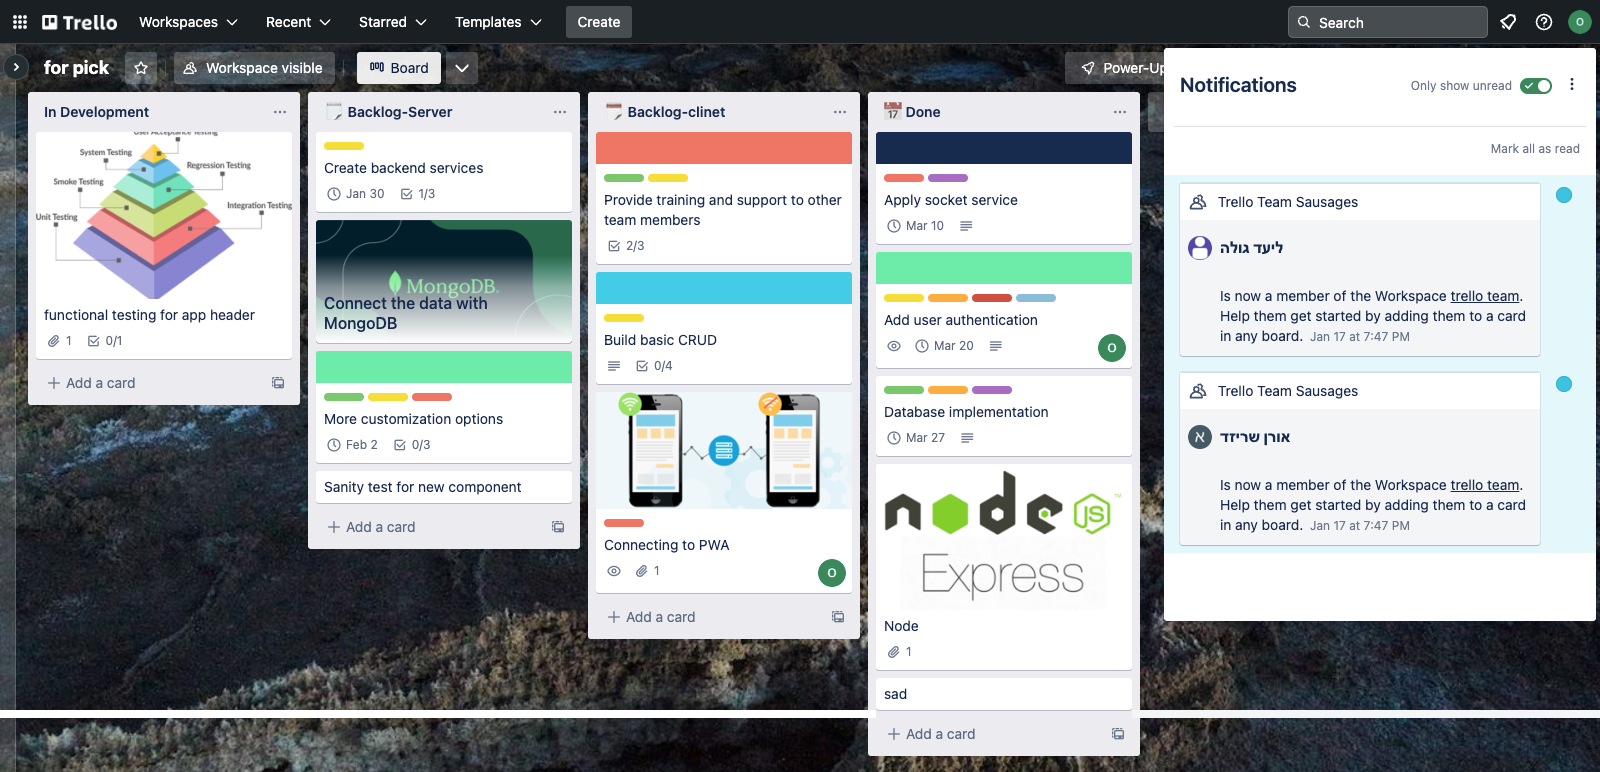 Trello
Workspaces
Recent
Starred
Templates
Create
Search
O
for pick
Workspace visible
Board
Power-Up
In Development
User Acceptance Testing
System Testing
Regression Testing
Smoke Testing
Integration Testing
Unit Testing
functional testing for app header
1
0/1
Add a card
Backlog-Server
Create backend services
Jan 30
1/3
MongoDB.
Connect the data with
MongoDB
More customization options
Feb 2
0/3
Sanity test for new component
Add a card
Backlog-clinet
Provide training and support to other
team members
2/3
Build basic CRUD
0/4
Connecting to PWA
1
O
Add a card
17
Done
Apply socket service
Mar 10
Add user authentication
Mar 20
O
Database implementation
Mar 27
node
JS
™
Express
Node
1
sad
Add a card
Notifications
Only show unread
Mark all as read
Trello Team Sausages
ליעד גולה
Is now a member of the Workspace trello team.
Help them get started by adding them to a card
in any board. Jan 17 at 7:47 PM
Trello Team Sausages
א
אורן שריזד
Is now a member of the Workspace trello team.
Help them get started by adding them to a card
in any board. Jan 17 at 7:47 PM